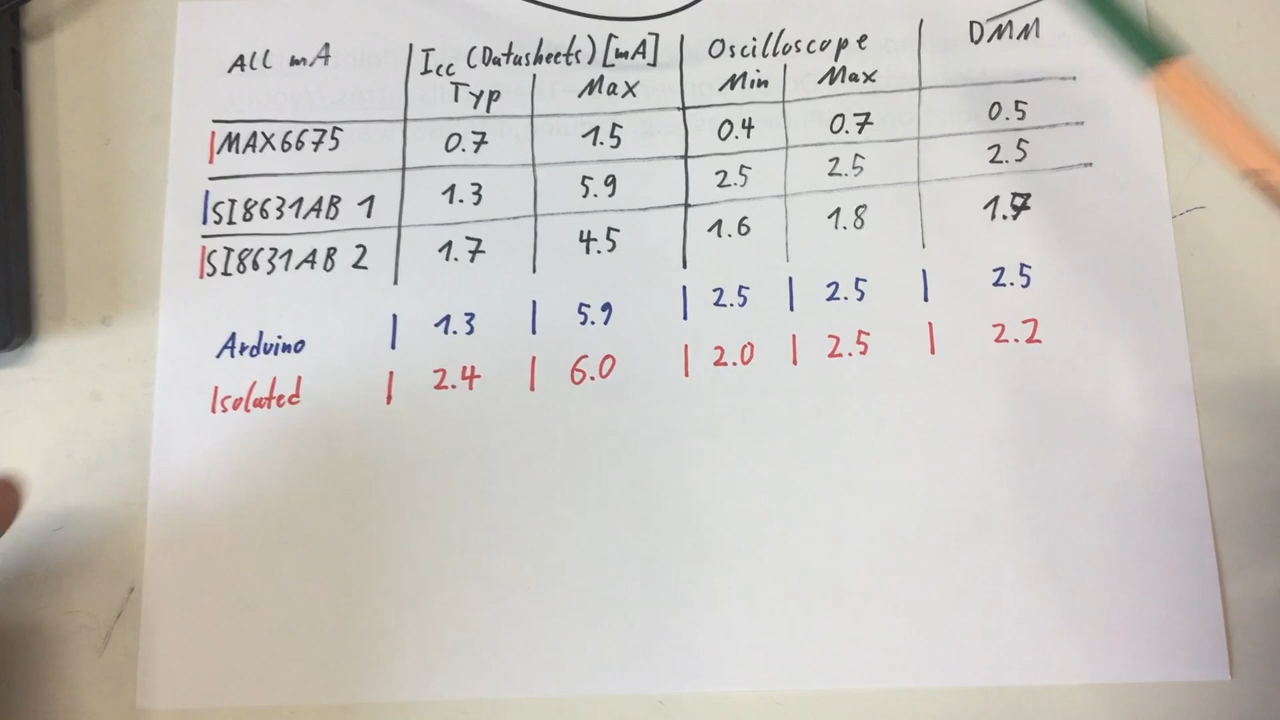 All mA Icc (Datasheets) [mA] Oscilloscope DMM
Typ Max Min Max
MAX6675 0.7 1.5 0.4 0.7 0.5
SI8631AB 1 1.3 5.9 2.5 2.5 2.5
SI8631AB 2 1.7 4.5 1.6 1.8 1.7
Arduino 1.3 5.9 2.5 2.5 2.5
Isolated 2.4 6.0 2.0 2.5 2.2